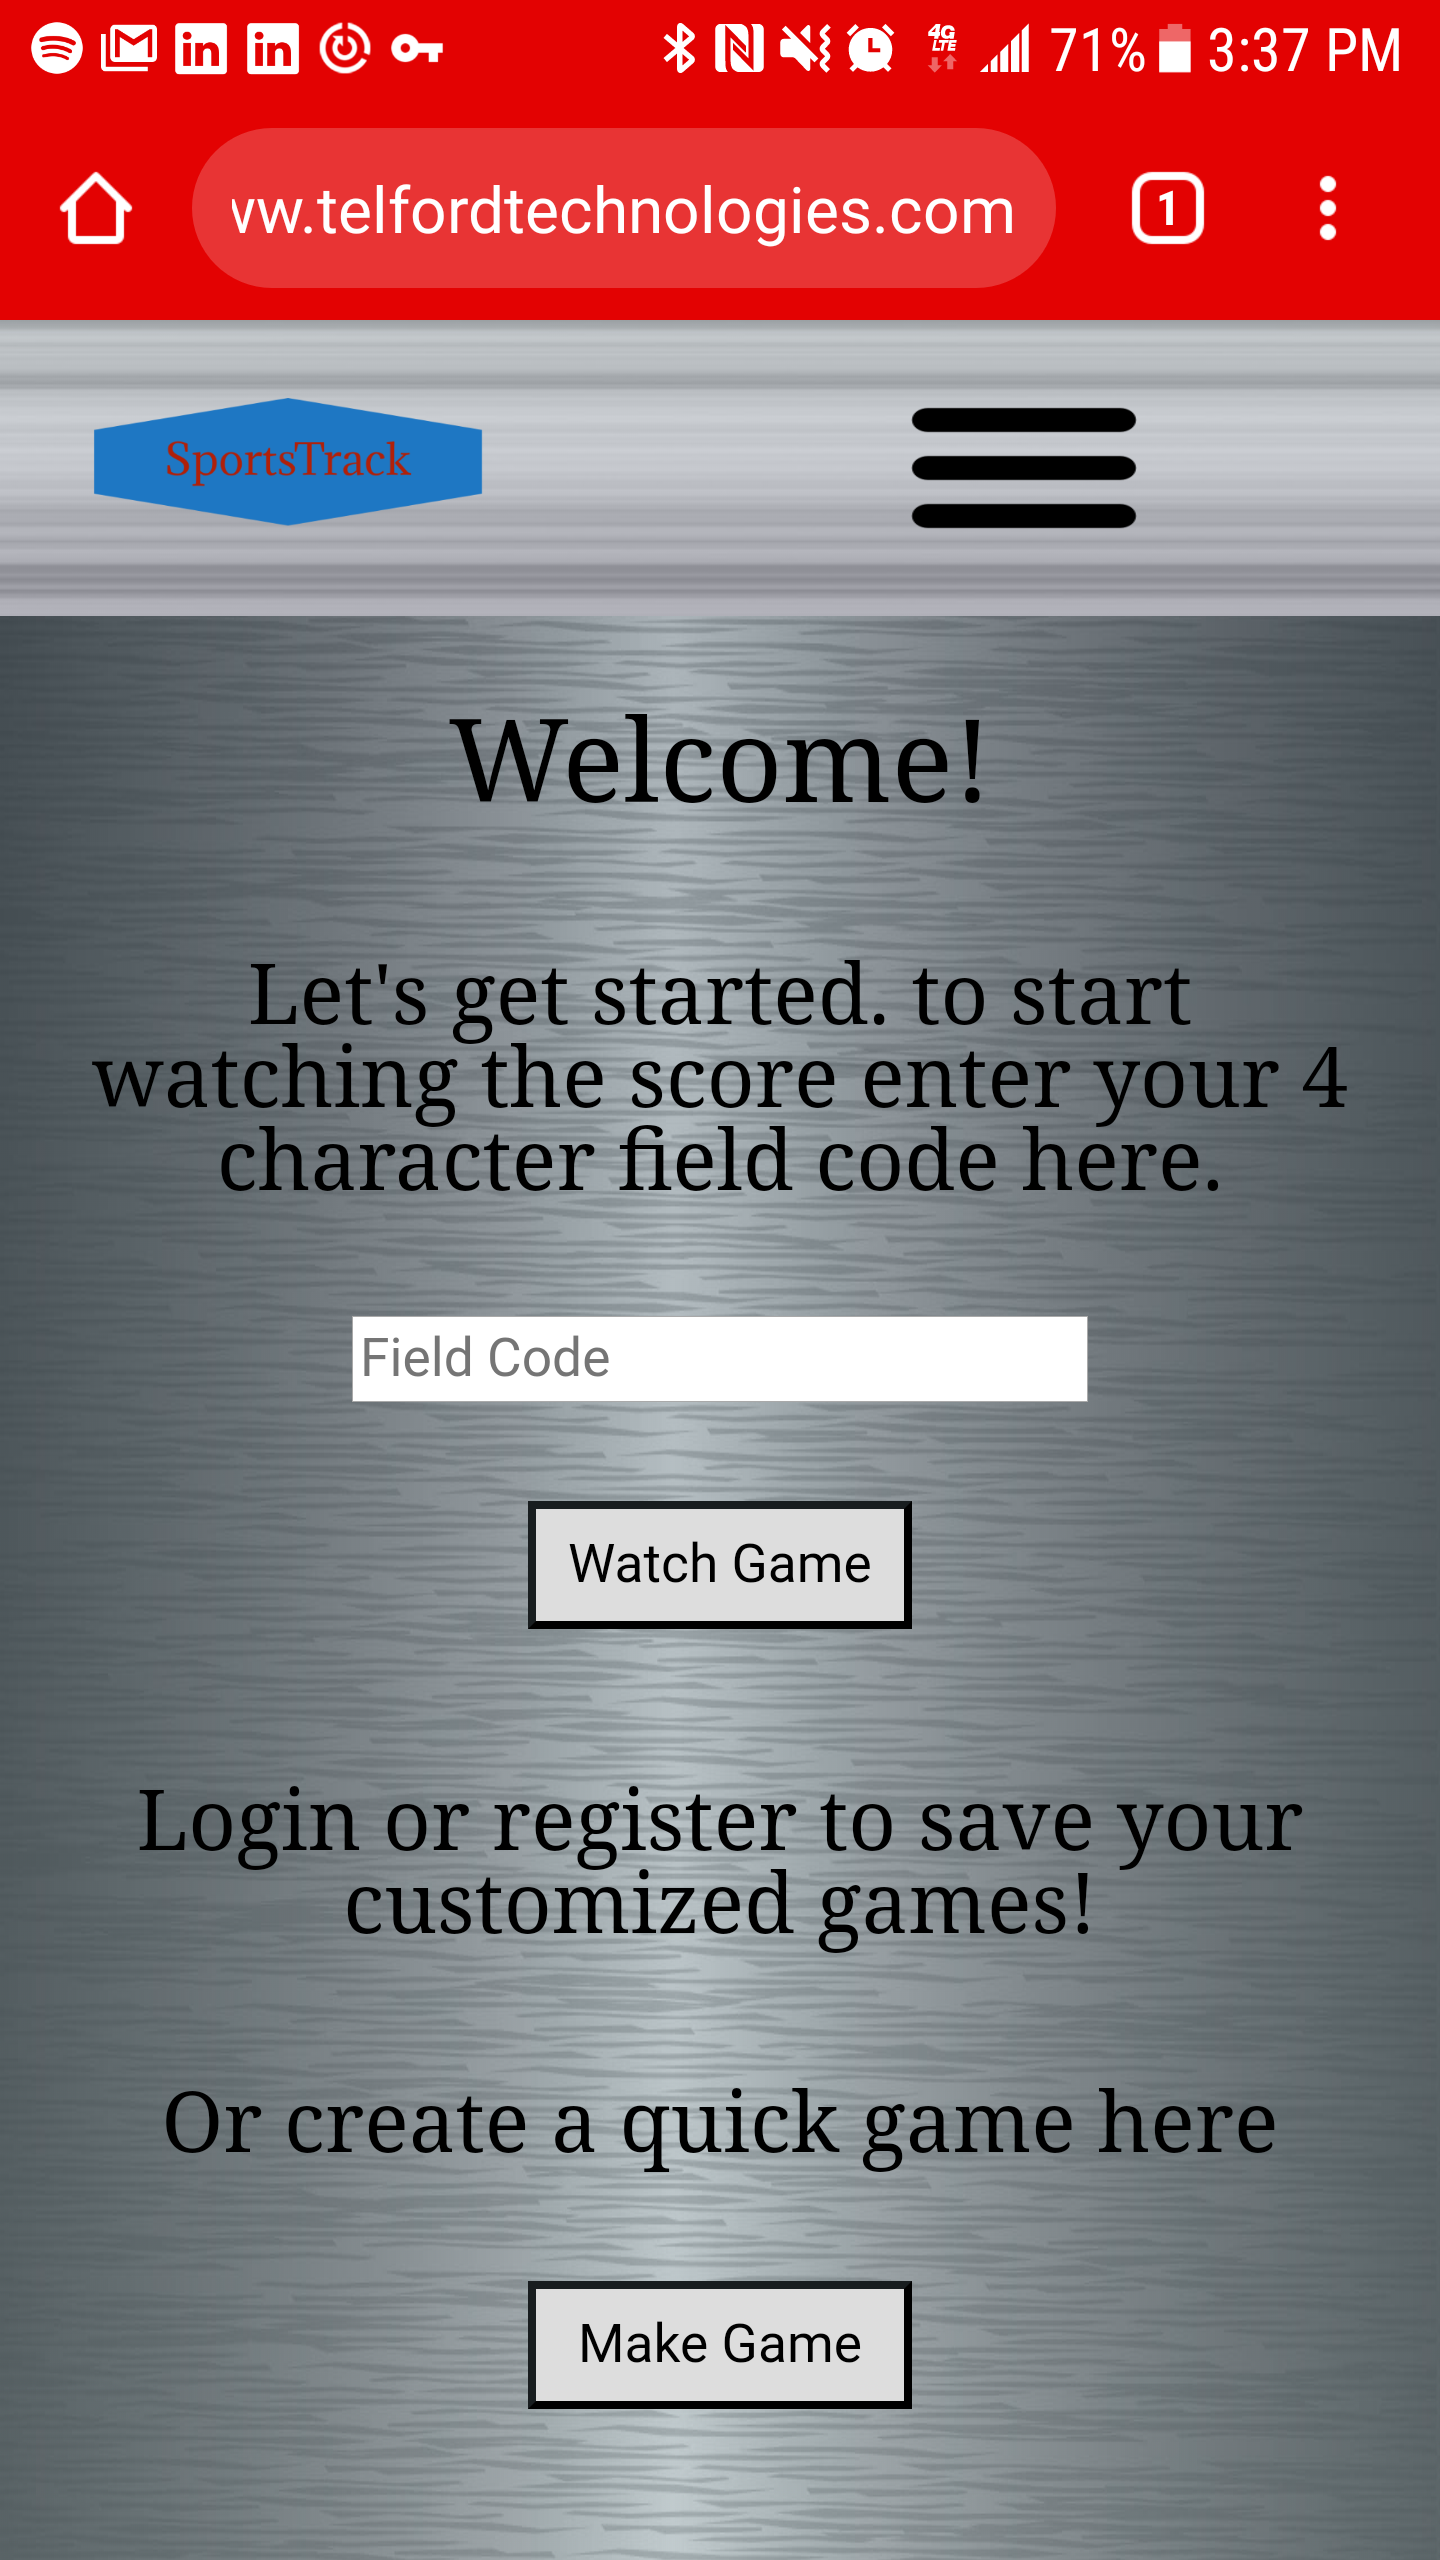 4G LTE 71% 3:37 PM
w.telfordtechnologies.com
1
SportsTrack
Welcome!
Let's get started. to start
watching the score enter your 4
character field code here.
Field Code
Watch Game
Login or register to save your
customized games!
Or create a quick game here
Make Game